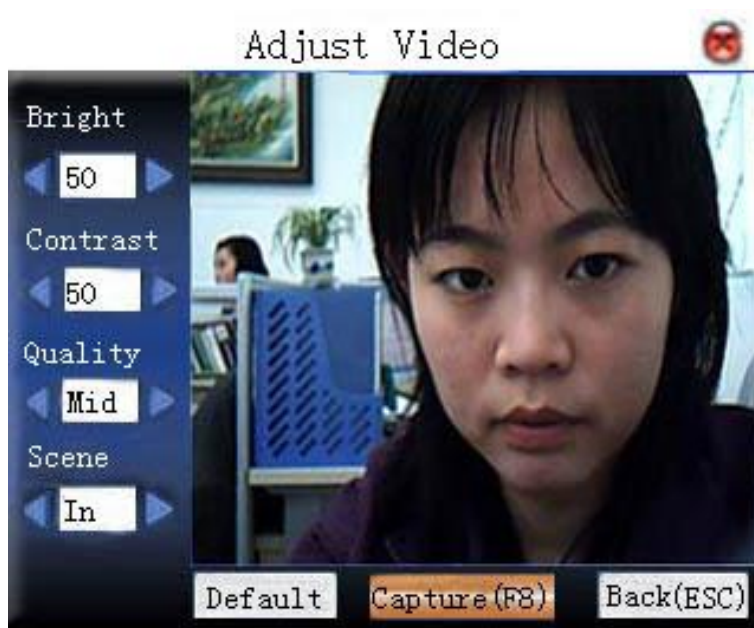 Adjust Video
Bright
50
Contrast
50
Quality
Mid
Scene
In
Default
Capture(F8)
Back(ESC)